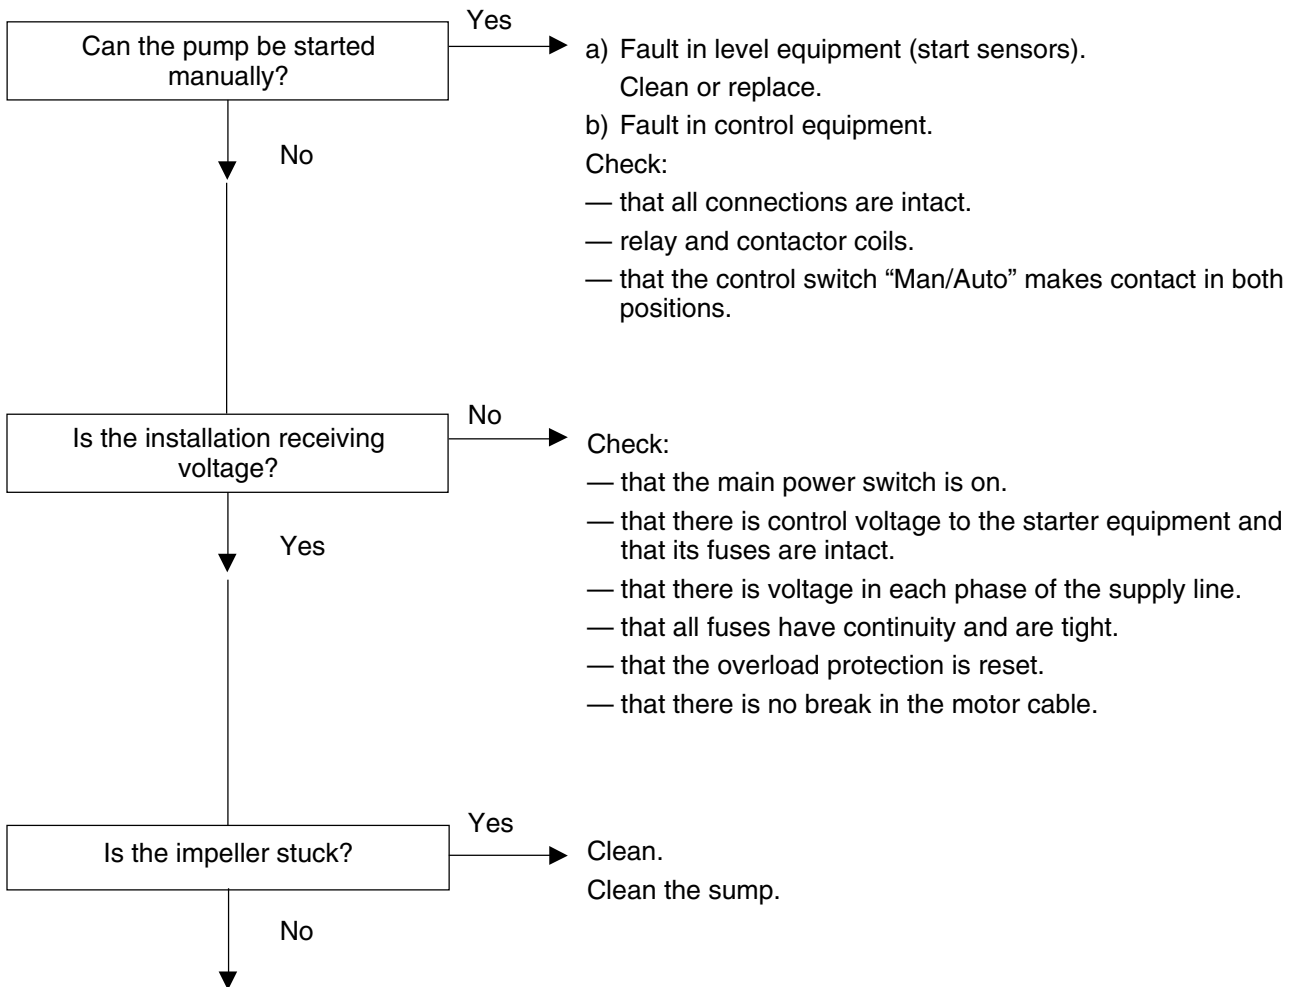 Can the pump be started
manually?
Yes
a) Fault in level equipment (start sensors).
Clean or replace.
b) Fault in control equipment.
Check:
— that all connections are intact.
— relay and contactor coils.
— that the control switch “Man/Auto” makes contact in both
positions.
No
Is the installation receiving
voltage?
No
Check:
— that the main power switch is on.
— that there is control voltage to the starter equipment and
that its fuses are intact.
— that there is voltage in each phase of the supply line.
— that all fuses have continuity and are tight.
— that the overload protection is reset.
— that there is no break in the motor cable.
Yes
Is the impeller stuck?
Yes
Clean.
Clean the sump.
No